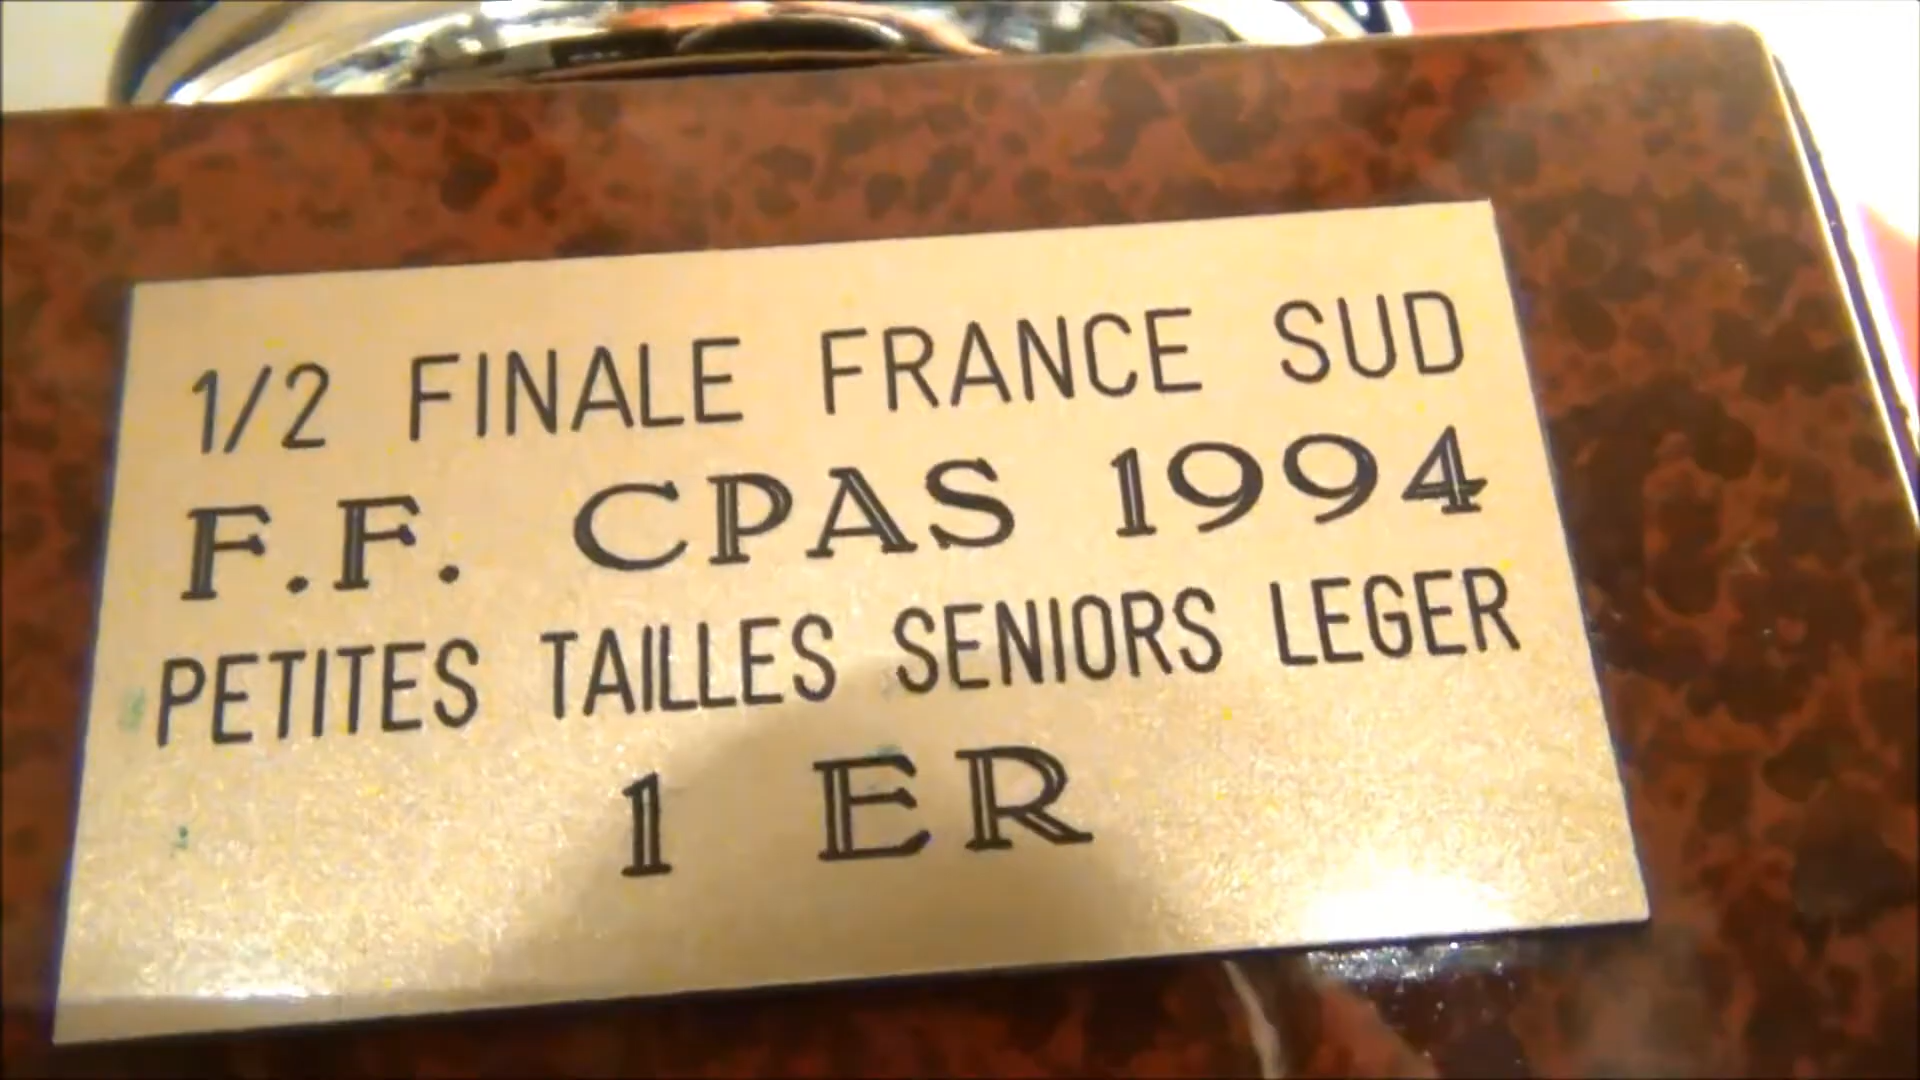 1/2 FINALE FRANCE SUD
F.F. CPAS 1994
PETITES TAILLES SENIORS LEGER
1 ER